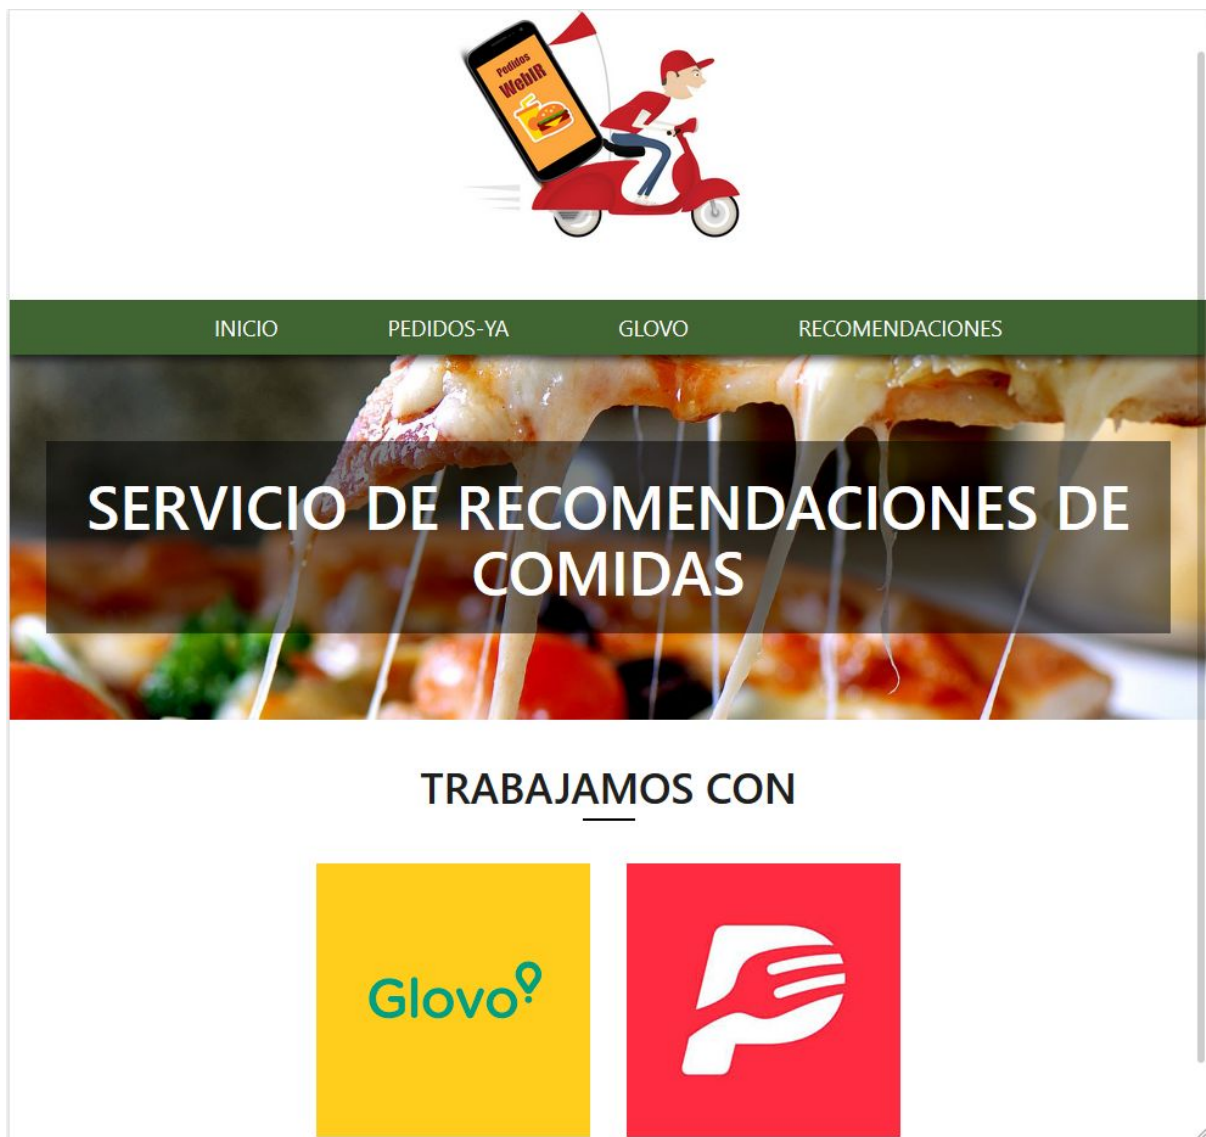 Pedidos
WebIR
INICIO PEDIDOS-YA GLOVO RECOMENDACIONES
SERVICIO DE RECOMENDACIONES DE
COMIDAS
TRABAJAMOS CON
Glovo